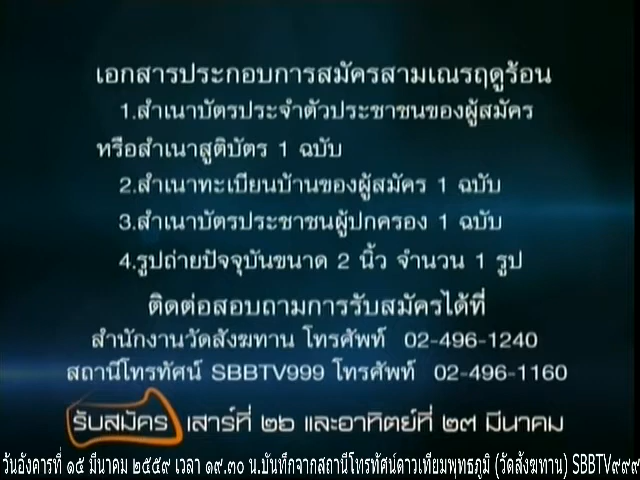 เอกสารประกอบการสมัครสามเณรฤดูร้อน
1.สำเนาบัตรประจำตัวประชาชนของผู้สมัคร
หรือสำเนาสูติบัตร 1 ฉบับ
2.สำเนาทะเบียนบ้านของผู้สมัคร 1 ฉบับ
3.สำเนาบัตรประชาชนผู้ปกครอง 1 ฉบับ
4.รูปถ่ายปัจจุบันขนาด 2 นิ้ว จำนวน 1 รูป
ติดต่อสอบถามการรับสมัครได้ที่
สำนักงานวัดสังฆทาน โทรศัพท์ 02-496-1240
สถานีโทรทัศน์ SBBTV999 โทรศัพท์ 02-496-1160
รับสมัคร เสาร์ที่ ๒๖ และอาทิตย์ที่ ๒๗ มีนาคม
วันอังคารที่ ๑๕ มีนาคม ๒๕๕๙ เวลา ๑๙.๓๐ น.บันทึกจากสถานีโทรทัศน์ดาวเทียมพุทธภูมิ (วัดสังฆทาน) SBBTV๙๙๙